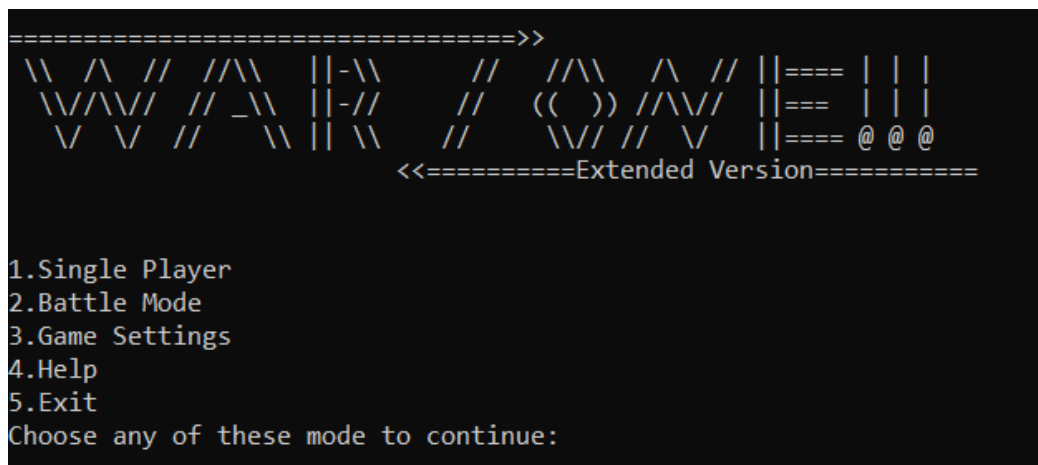 ==================================>>
 \\  /\  //  //\\   ||-\\      //   //\\   /\  // ||==== | | |
  \\/\\//  // _\\  ||-//     //   ((  )) //\\//  ||===  | | |
   \/  \/  //    \\ || \\    //     \\// //  \/   ||==== @ @ @
                          <<==========Extended Version===========
1.Single Player
2.Battle Mode
3.Game Settings
4.Help
5.Exit
Choose any of these mode to continue: